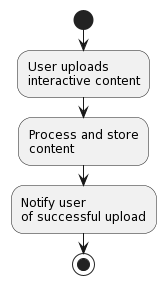 User uploads
interactive content
Process and store
content
Notify user
of successful upload